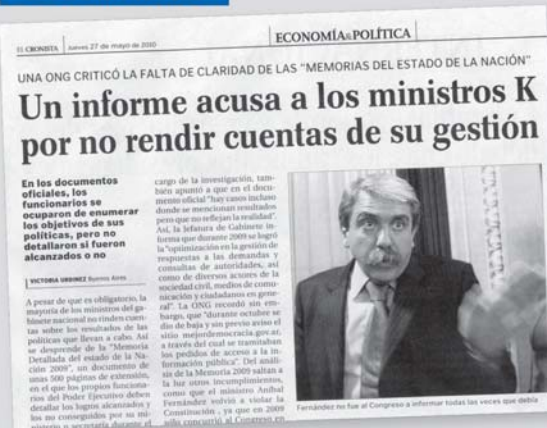 EL CRONISTA Jueves 27 de mayo de 2010
ECONOMÍA&POLÍTICA
UNA ONG CRITICÓ LA FALTA DE CLARIDAD DE LAS “MEMORIAS DEL ESTADO DE LA NACIÓN”
Un informe acusa a los ministros K
por no rendir cuentas de su gestión
En los documentos
oficiales, los
funcionarios se
ocuparon de enumerar
los objetivos de sus
políticas, pero no
detallaron si fueron
alcanzados o no
VICTORIA URDINEZ Buenos Aires
A pesar de que es obligatorio, la
mayoría de los ministros del ga-
binete nacional no rinden cuen-
tas sobre los resultados de las
políticas que llevan a cabo. Así
se desprende de la “Memoria
Detallada del estado de la Na-
ción 2009”, un documento de
unas 500 páginas de extensión,
en el que los propios funciona-
rios del Poder Ejecutivo deben
detallar los logros alcanzados y
los no conseguidos por su mi-
nisterio o secretaría durante el
cargo de la investigación, tam-
bién apuntó a que en el docu-
mento oficial “hay casos incluso
donde se mencionan resultados
pero que no reflejan la realidad”.
Así, la Jefatura de Gabinete in-
forma que durante 2009 se logró
la “optimización en la gestión de
respuestas a las demandas y
consultas de autoridades, así
como de diversos actores de la
sociedad civil, medios de comu-
nicación y ciudadanos en gene-
ral”. La ONG recordó sin em-
bargo, que “durante octubre se
dio de baja y sin previo aviso el
sitio mejordemocracia.gov.ar,
a través del cual se tramitaban
los pedidos de acceso a la in-
formación pública”. Del análi-
sis de la Memoria 2009 saltan a
la luz otros incumplimientos,
como que el ministro Aníbal
Fernández volvió a violar la
Constitución , ya que en 2009
sólo concurrió al Congreso en
Fernández no fue al Congreso a informar todas las veces que debía